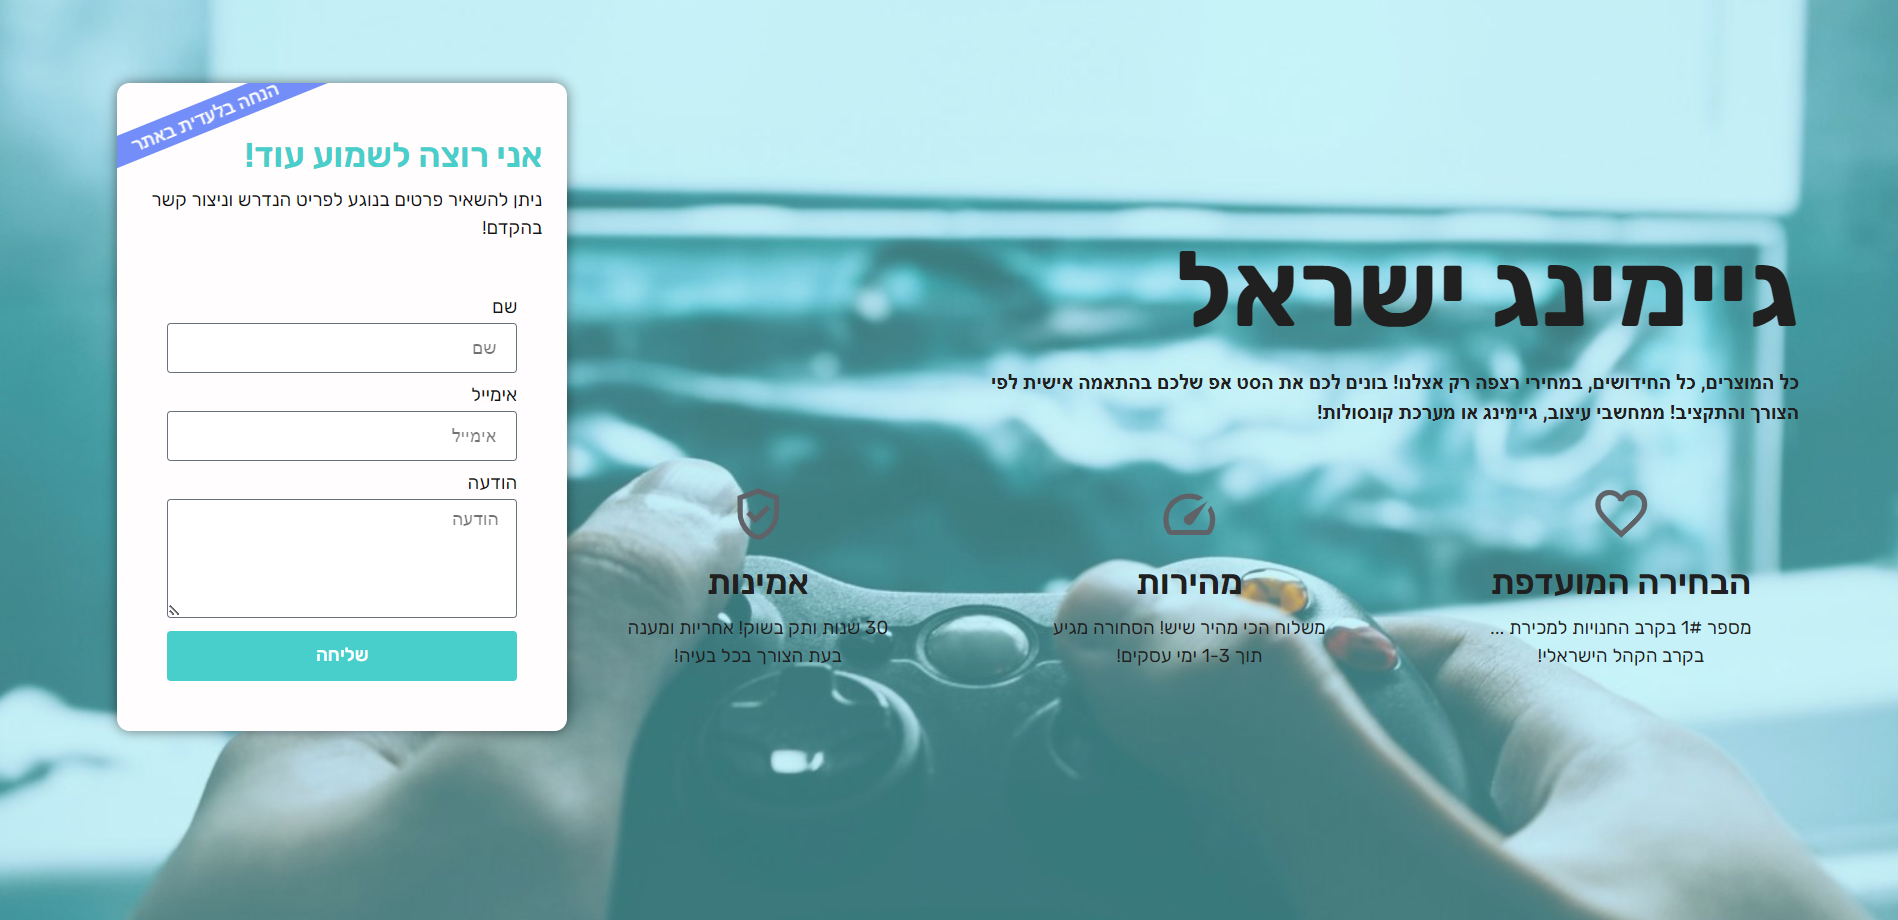 גיימינג ישראל
כל המוצרים, כל החידושים, במחירי רצפה רק אצלנו! בונים לכם את הסט אפ שלכם בהתאמה אישית לפי
הצורך והתקציב! ממחשבי עיצוב, גיימינג או מערכת קונסולות!
הבחירה המועדפת
מספר #1 בקרב החנויות למכירת ...
בקרב הקהל הישראלי!
מהירות
משלוח הכי מהיר שיש! הסחורה מגיע
תוך 1-3 ימי עסקים!
אמינות
30 שנות ותק בשוק! אחריות ומענה
בעת הצורך בכל בעיה!
הנחה בלעדית באתר
אני רוצה לשמוע עוד!
ניתן להשאיר פרטים בנוגע לפריט הנדרש וניצור קשר
בהקדם!
שם
שם
אימייל
אימייל
הודעה
הודעה
שליחה